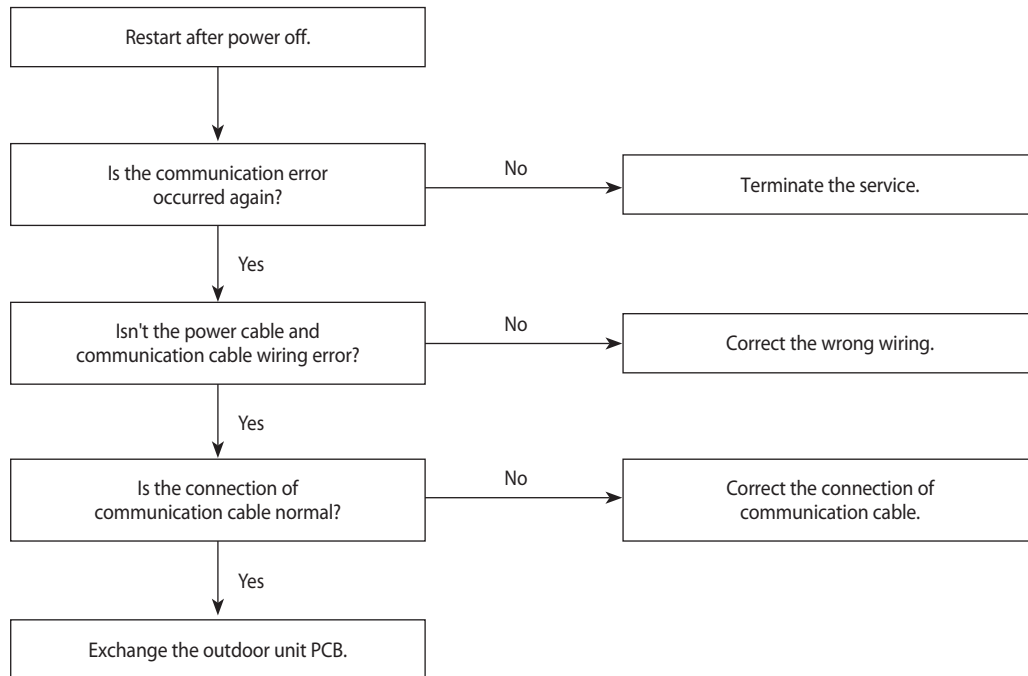 Restart after power off.
Is the communication error
occurred again?
No
Terminate the service.
Yes
Isn't the power cable and
communication cable wiring error?
No
Correct the wrong wiring.
Yes
Is the connection of
communication cable normal?
No
Correct the connection of
communication cable.
Yes
Exchange the outdoor unit PCB.